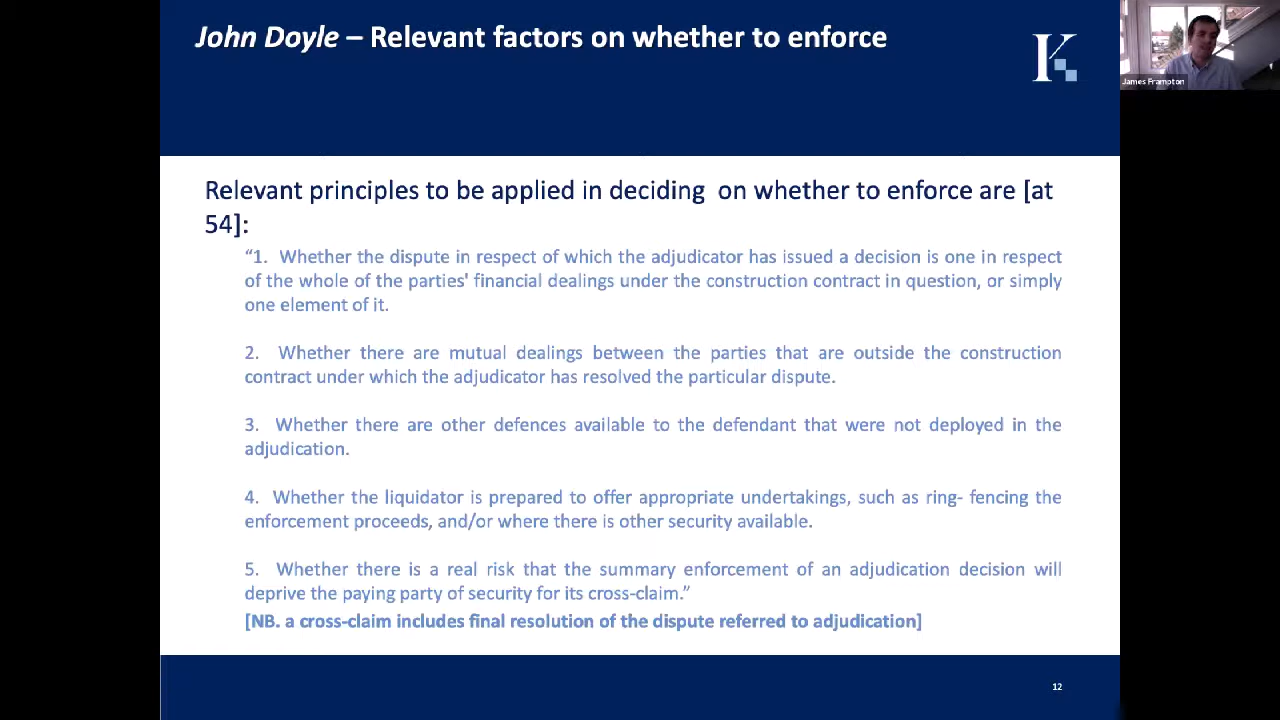 John Doyle – Relevant factors on whether to enforce
K
James Frampton
Relevant principles to be applied in deciding on whether to enforce are [at
54]:
“1. Whether the dispute in respect of which the adjudicator has issued a decision is one in respect
of the whole of the parties' financial dealings under the construction contract in question, or simply
one element of it.
2. Whether there are mutual dealings between the parties that are outside the construction
contract under which the adjudicator has resolved the particular dispute.
3. Whether there are other defences available to the defendant that were not deployed in the
adjudication.
4. Whether the liquidator is prepared to offer appropriate undertakings, such as ring- fencing the
enforcement proceeds, and/or where there is other security available.
5. Whether there is a real risk that the summary enforcement of an adjudication decision will
deprive the paying party of security for its cross-claim.”
[NB. a cross-claim includes final resolution of the dispute referred to adjudication]
12